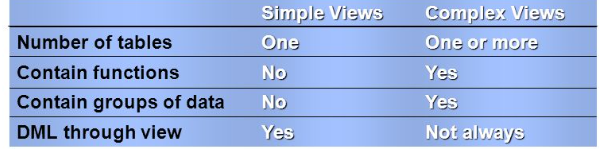 Simple Views Complex Views
Number of tables One One or more
Contain functions No Yes
Contain groups of data No Yes
DML through view Yes Not always